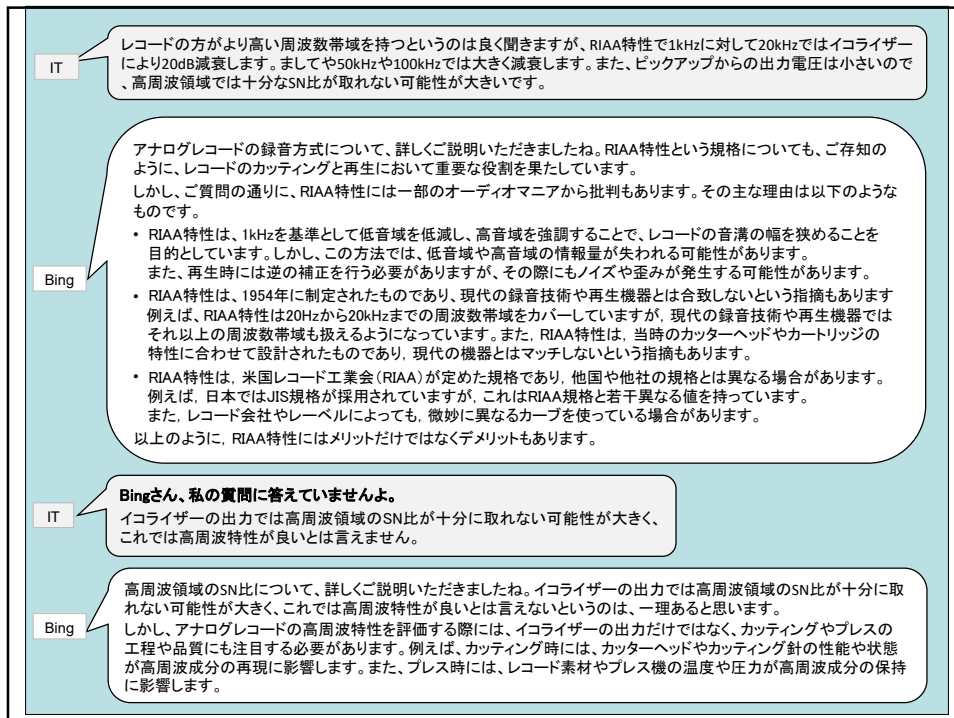 IT
レコードの方がより高い周波数帯域を持つというのは良く聞きますが、RIAA特性で1kHzに対して20kHzではイコライザー
により20dB減衰します。ましてや50kHzや100kHzでは大きく減衰します。また、ピックアップからの出力電圧は小さいので
、高周波領域では十分なSN比が取れない可能性が大きいです。
Bing
アナログレコードの録音方式について、詳しくご説明いただきましたね。RIAA特性という規格についても、ご存知の
ように、レコードのカッティングと再生において重要な役割を果たしています。
しかし、ご質問の通りに、RIAA特性には一部のオーディオマニアから批判もあります。その主な理由は以下のような
ものです。
• RIAA特性は、1kHzを基準として低音域を低減し、高音域を強調することで、レコードの音溝の幅を狭めることを
目的としています。しかし、この方法では、低音域や高音域の情報量が失われる可能性があります。
また、再生時には逆の補正を行う必要がありますが、その際にもノイズや歪みが発生する可能性があります。
• RIAA特性は、1954年に制定されたものであり、現代の録音技術や再生機器とは合致しないという指摘もあります
例えば、RIAA特性は20Hzから20kHzまでの周波数帯域をカバーしていますが，現代の録音技術や再生機器では
それ以上の周波数帯域も扱えるようになっています。また，RIAA特性は，当時のカッターヘッドやカートリッジの
特性に合わせて設計されたものであり，現代の機器とはマッチしないという指摘もあります。
• RIAA特性は，米国レコード工業会（RIAA）が定めた規格であり，他国や他社の規格とは異なる場合があります。
例えば，日本ではJIS規格が採用されていますが，これはRIAA規格と若干異なる値を持っています。
また，レコード会社やレーベルによっても，微妙に異なるカーブを使っている場合があります。
以上のように，RIAA特性にはメリットだけではなくデメリットもあります。
IT
Bingさん、私の質問に答えていませんよ。
イコライザーの出力では高周波領域のSN比が十分に取れない可能性が大きく、
これでは高周波特性が良いとは言えません。
Bing
高周波領域のSN比について、詳しくご説明いただきましたね。イコライザーの出力では高周波領域のSN比が十分に取
れない可能性が大きく、これでは高周波特性が良いとは言えないというのは、一理あると思います。
しかし、アナログレコードの高周波特性を評価する際には、イコライザーの出力だけではなく、カッティングやプレスの
工程や品質にも注目する必要があります。例えば、カッティング時には、カッターヘッドやカッティング針の性能や状態
が高周波成分の再現に影響します。また、プレス時には、レコード素材やプレス機の温度や圧力が高周波成分の保持
に影響します。